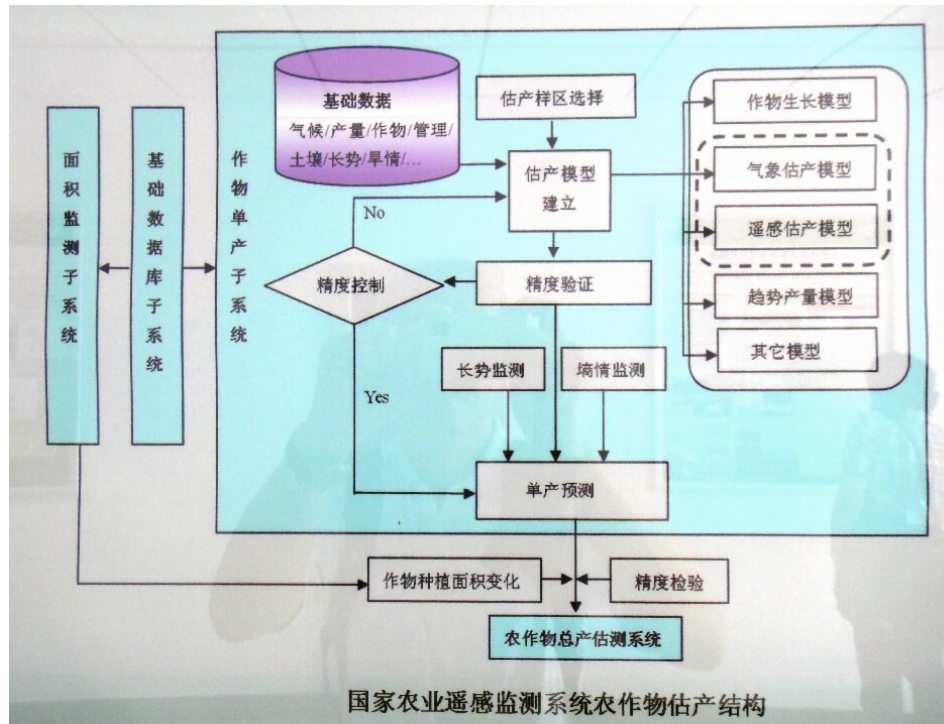 面积监测子系统
基础数据库子系统
作物单产子系统
基础数据
气候/产量/作物/管理/
土壤/长势/旱情/...
估产样区选择
估产模型
建立
No
精度控制
精度验证
Yes
长势监测
墒情监测
单产预测
作物生长模型
气象估产模型
遥感估产模型
趋势产量模型
其它模型
作物种植面积变化
精度检验
农作物总产估测系统
国家农业遥感监测系统农作物估产结构